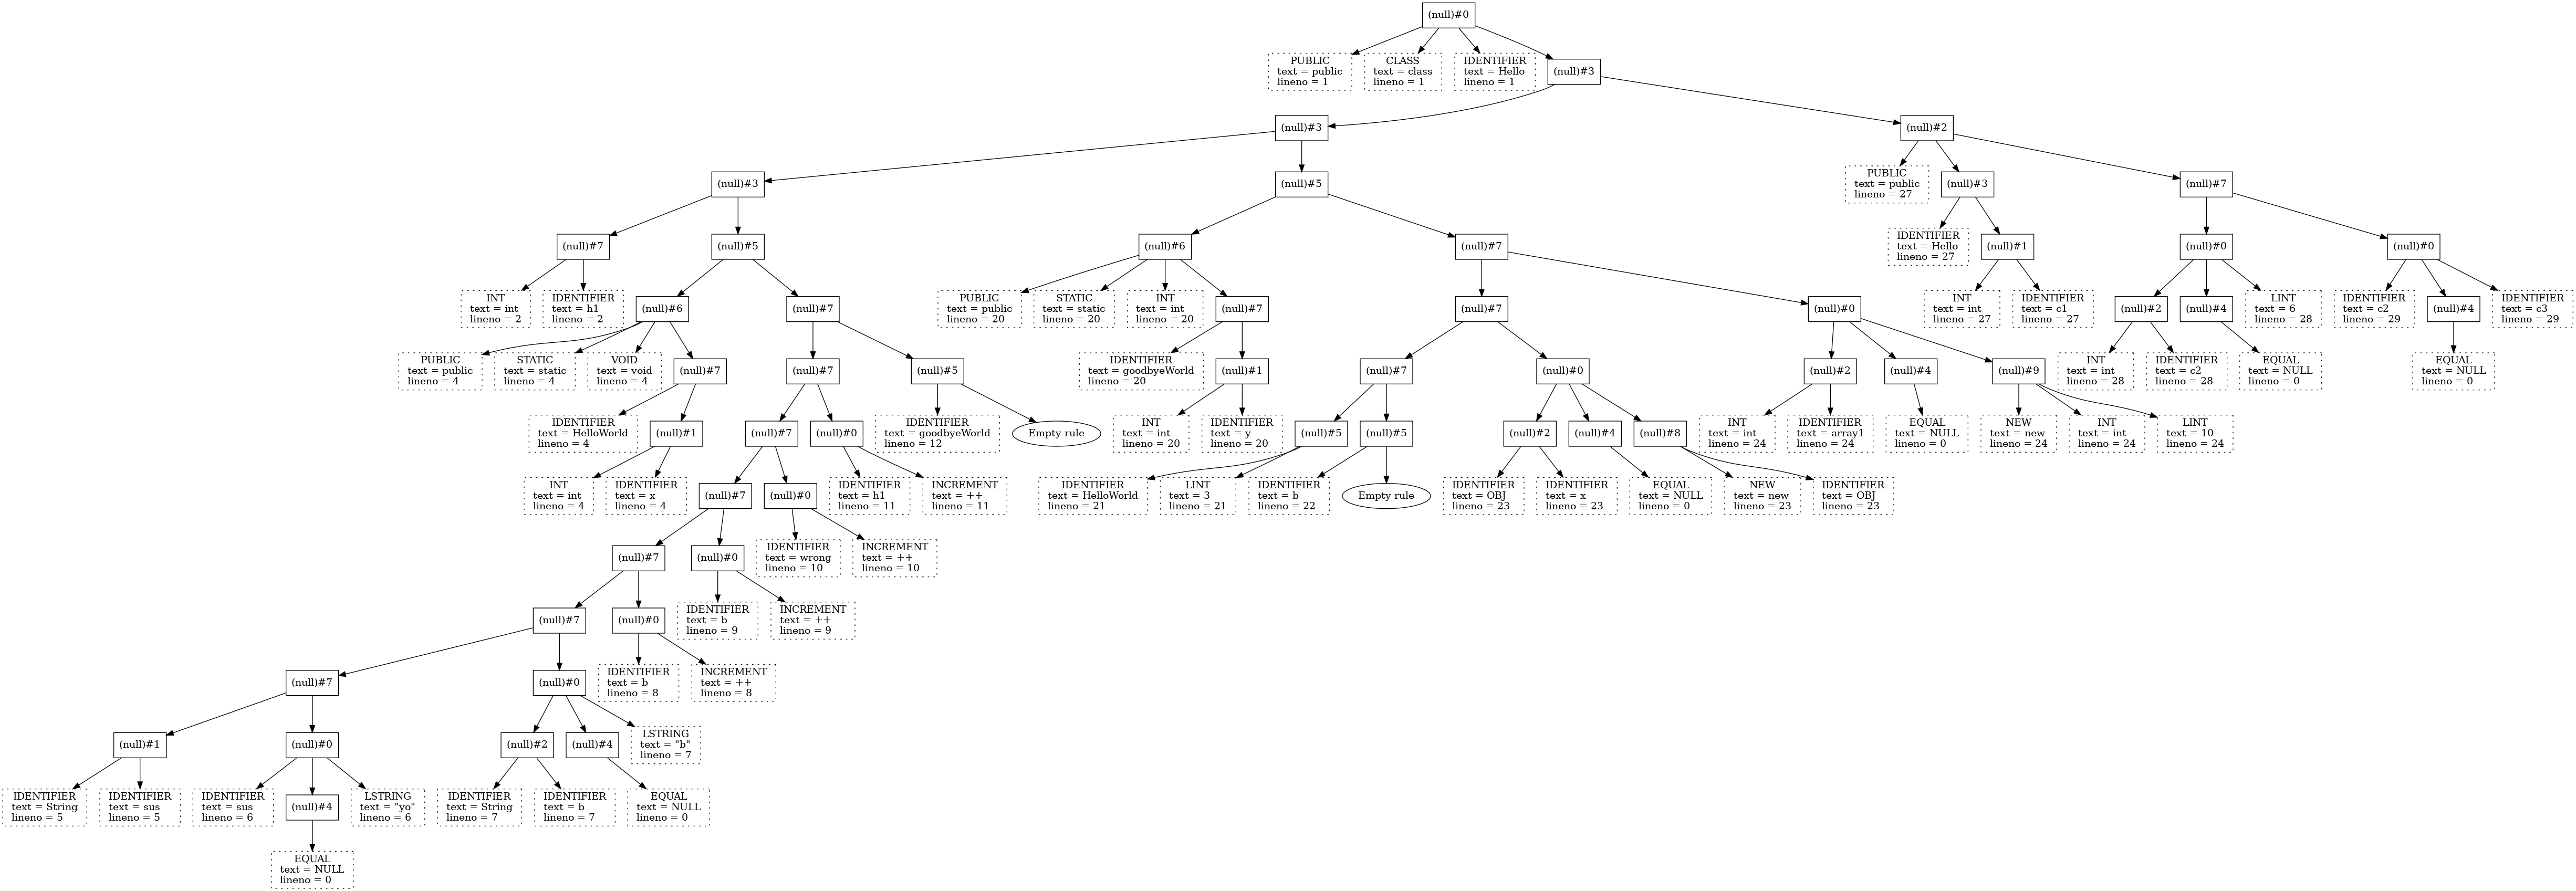 (null)#0
PUBLIC
text = public
lineno = 1
CLASS
text = class
lineno = 1
IDENTIFIER
text = Hello
lineno = 1
(null)#3
(null)#3
(null)#2
(null)#3
(null)#5
PUBLIC
text = public
lineno = 27
(null)#3
(null)#7
(null)#7
(null)#5
(null)#6
(null)#7
IDENTIFIER
text = Hello
lineno = 27
(null)#1
(null)#0
(null)#0
INT
text = int
lineno = 2
IDENTIFIER
text = h1
lineno = 2
(null)#6
(null)#7
PUBLIC
text = public
lineno = 20
STATIC
text = static
lineno = 20
INT
text = int
lineno = 20
(null)#7
(null)#7
(null)#0
INT
text = int
lineno = 27
IDENTIFIER
text = c1
lineno = 27
(null)#2
(null)#4
LINT
text = 6
lineno = 28
IDENTIFIER
text = c2
lineno = 29
(null)#4
IDENTIFIER
text = c3
lineno = 29
PUBLIC
text = public
lineno = 4
STATIC
text = static
lineno = 4
VOID
text = void
lineno = 4
(null)#7
(null)#7
(null)#5
IDENTIFIER
text = goodbyeWorld
lineno = 20
(null)#1
(null)#7
(null)#0
(null)#2
(null)#4
(null)#9
INT
text = int
lineno = 28
IDENTIFIER
text = c2
lineno = 28
EQUAL
text = NULL
lineno = 0
EQUAL
text = NULL
lineno = 0
IDENTIFIER
text = HelloWorld
lineno = 4
(null)#1
(null)#7
(null)#0
IDENTIFIER
text = goodbyeWorld
lineno = 12
Empty rule
INT
text = int
lineno = 20
IDENTIFIER
text = y
lineno = 20
(null)#5
(null)#5
(null)#2
(null)#4
(null)#8
INT
text = int
lineno = 24
IDENTIFIER
text = array1
lineno = 24
EQUAL
text = NULL
lineno = 0
NEW
text = new
lineno = 24
INT
text = int
lineno = 24
LINT
text = 10
lineno = 24
INT
text = int
lineno = 4
IDENTIFIER
text = x
lineno = 4
(null)#7
(null)#0
IDENTIFIER
text = h1
lineno = 11
INCREMENT
text = ++
lineno = 11
IDENTIFIER
text = HelloWorld
lineno = 21
LINT
text = 3
lineno = 21
IDENTIFIER
text = b
lineno = 22
Empty rule
IDENTIFIER
text = OBJ
lineno = 23
IDENTIFIER
text = x
lineno = 23
EQUAL
text = NULL
lineno = 0
NEW
text = new
lineno = 23
IDENTIFIER
text = OBJ
lineno = 23
(null)#7
(null)#0
IDENTIFIER
text = wrong
lineno = 10
INCREMENT
text = ++
lineno = 10
(null)#7
(null)#0
IDENTIFIER
text = b
lineno = 9
INCREMENT
text = ++
lineno = 9
(null)#7
(null)#0
IDENTIFIER
text = b
lineno = 8
INCREMENT
text = ++
lineno = 8
(null)#1
(null)#0
(null)#2
(null)#4
LSTRING
text = "b"
lineno = 7
IDENTIFIER
text = String
lineno = 5
IDENTIFIER
text = sus
lineno = 5
IDENTIFIER
text = sus
lineno = 6
(null)#4
LSTRING
text = "yo"
lineno = 6
IDENTIFIER
text = String
lineno = 7
IDENTIFIER
text = b
lineno = 7
EQUAL
text = NULL
lineno = 0
EQUAL
text = NULL
lineno = 0